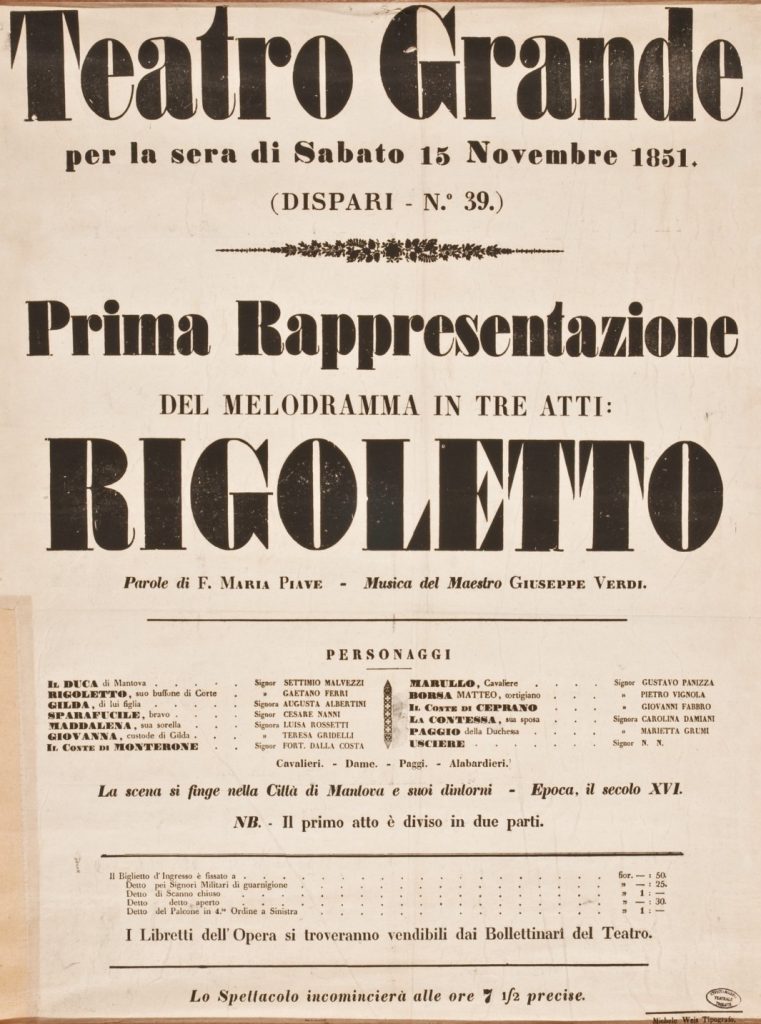 Teatro Grande
per la sera di Sabato 15 Novembre 1851.
(DISPARI - N.º 39.)
Prima Rappresentazione
DEL MELODRAMMA IN TRE ATTI:
RIGOLETTO
Parole di F. MARIA PIAVE - Musica del Maestro GIUSEPPE VERDI.
PERSONAGGI
IL DUCA di Mantova . . . . . Signor SETTIMIO MALVEZZI
RIGOLETTO, suo buffone di Corte . " GAETANO FERRI
GILDA, di lui figlia . . . . . Signora AUGUSTA ALBERTINI
SPARAFUCILE, bravo . . . . Signor CESARE NANNI
MADDALENA, sua sorella . . . Signora LUISA ROSSETTI
GIOVANNA, custode di Gilda . . . " TERESA GRIDELLI
IL CONTE DI MONTERONE . . Signor FORT. DALLA COSTA
MARULLO, Cavaliere . . . . Signor GUSTAVO PANIZZA
BORSA MATTEO, cortigiano . . . " PIETRO VIGNOLA
IL CONTE DI CEPRANO . . . " GIOVANNI FABBRO
LA CONTESSA, sua sposa . . . Signora CAROLINA DAMIANI
PAGGIO della Duchessa . . . . " MARIETTA GRUMI
USCIERE . . . . . . . Signor N. N.
Cavalieri. - Dame. - Paggi. - Alabardieri.
La scena si finge nella Città di Mantova e suoi dintorni - Epoca, il secolo XVI.
NB. - Il primo atto è diviso in due parti.
Il Biglietto d'Ingresso è fissato a . . . . . fior. — : 50.
Detto pei Signori Militari di guarnigione . . . . . " — : 25.
Detto di Scanno chiuso . . . . . " 1 : —
Detto detto aperto . . . . . " — : 30.
Detto del Palcone in 4.to Ordine a Sinistra . . . . . " 1 : —
I Libretti dell'Opera si troveranno vendibili dai Bollettinari del Teatro.
Lo Spettacolo incomincierà alle ore 7 1/2 precise.
Michele Weis Tipografo.